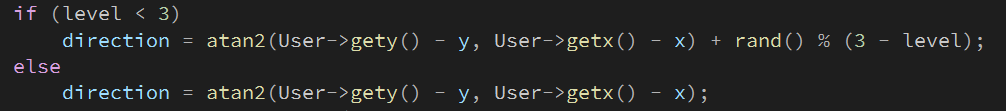 if (level < 3)
    direction = atan2(User->gety() - y, User->getx() - x) + rand() % (3 - level);
else
    direction = atan2(User->gety() - y, User->getx() - x);